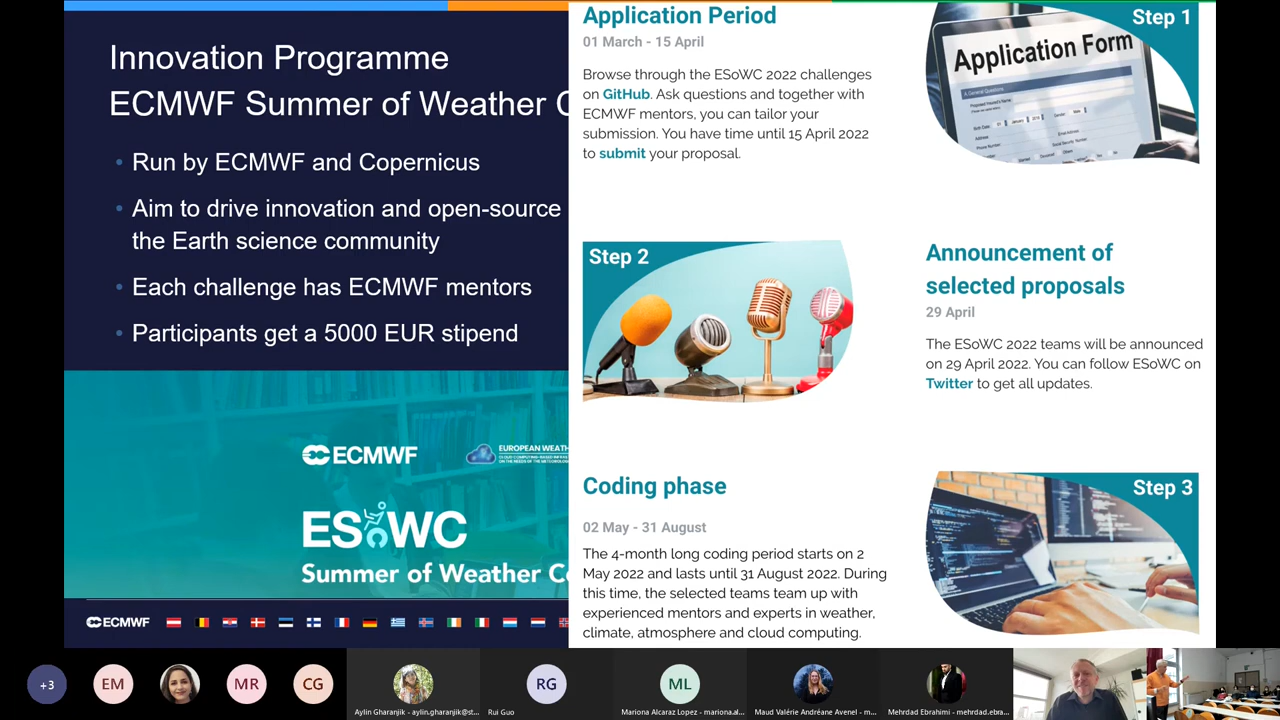 Innovation Programme
ECMWF Summer of Weather C
Run by ECMWF and Copernicus
Aim to drive innovation and open-source
the Earth science community
Each challenge has ECMWF mentors
Participants get a 5000 EUR stipend
ECMWF
EUROPEAN WEATH
ESoWC
Summer of Weather Co
ECMWF
Application Period
01 March - 15 April
Browse through the ESoWC 2022 challenges
on GitHub. Ask questions and together with
ECMWF mentors, you can tailor your
submission. You have time until 15 April 2022
to submit your proposal.
Step 1
Application Form
Step 2
Announcement of
selected proposals
29 April
The ESoWC 2022 teams will be announced
on 29 April 2022. You can follow ESoWC on
Twitter to get all updates.
Coding phase
02 May - 31 August
The 4-month long coding period starts on 2
May 2022 and lasts until 31 August 2022. During
this time, the selected teams team up with
experienced mentors and experts in weather,
climate, atmosphere and cloud computing.
Step 3
+3
EM
MR
CG
Aylin Gharanjik - aylin.gharanjik@st...
RG
Rui Guo
ML
Mariona Alcaraz Lopez - mariona.al...
Maud Valérie Andréane Avenel - m...
Mehrdad Ebrahimi - mehrdad.ebra...